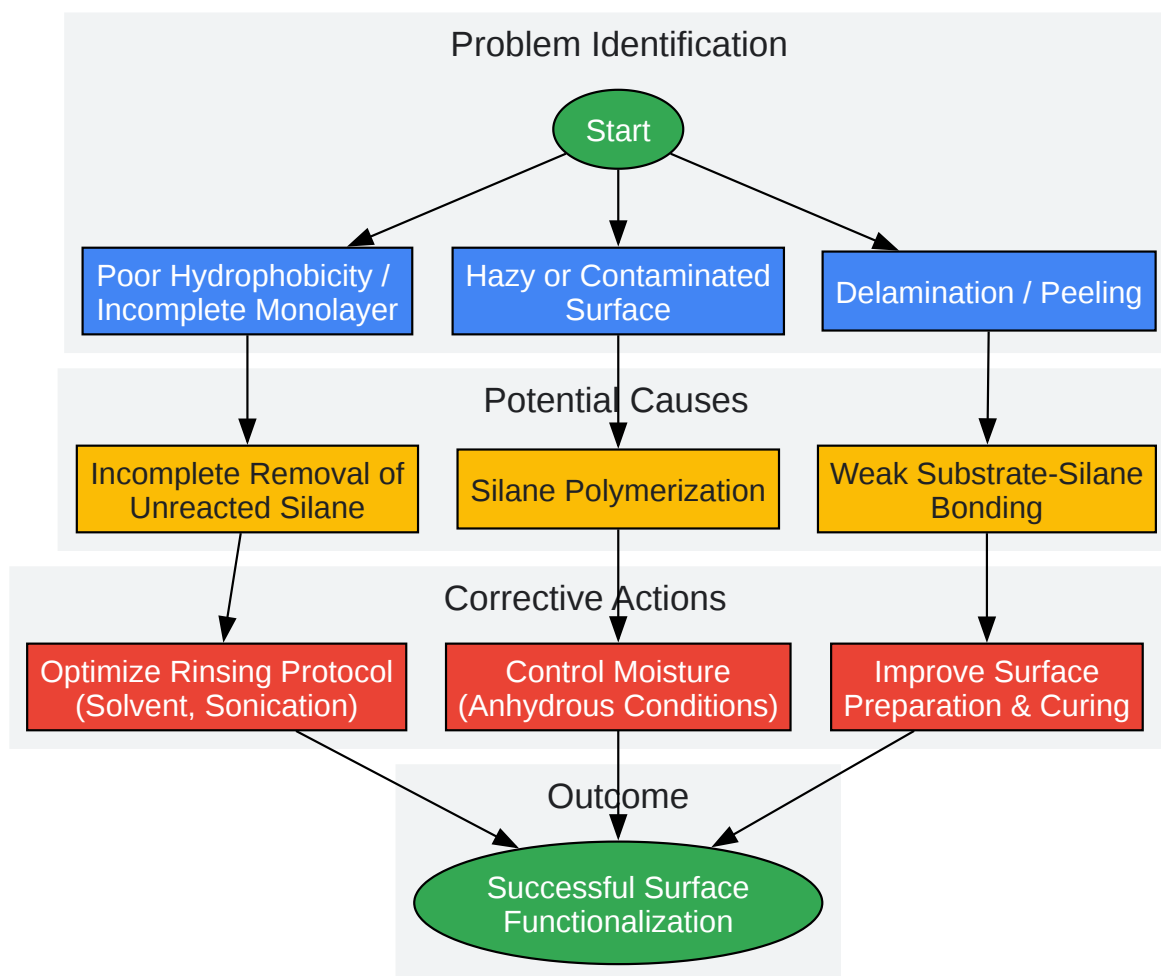 Problem Identification
Start
Poor Hydrophobicity /
Incomplete Monolayer
Hazy or Contaminated
Surface
Delamination / Peeling
Potential Causes
Incomplete Removal of
Unreacted Silane
Silane Polymerization
Weak Substrate-Silane
Bonding
Corrective Actions
Optimize Rinsing Protocol
(Solvent, Sonication)
Control Moisture
(Anhydrous Conditions)
Improve Surface
Preparation & Curing
Outcome
Successful Surface
Functionalization